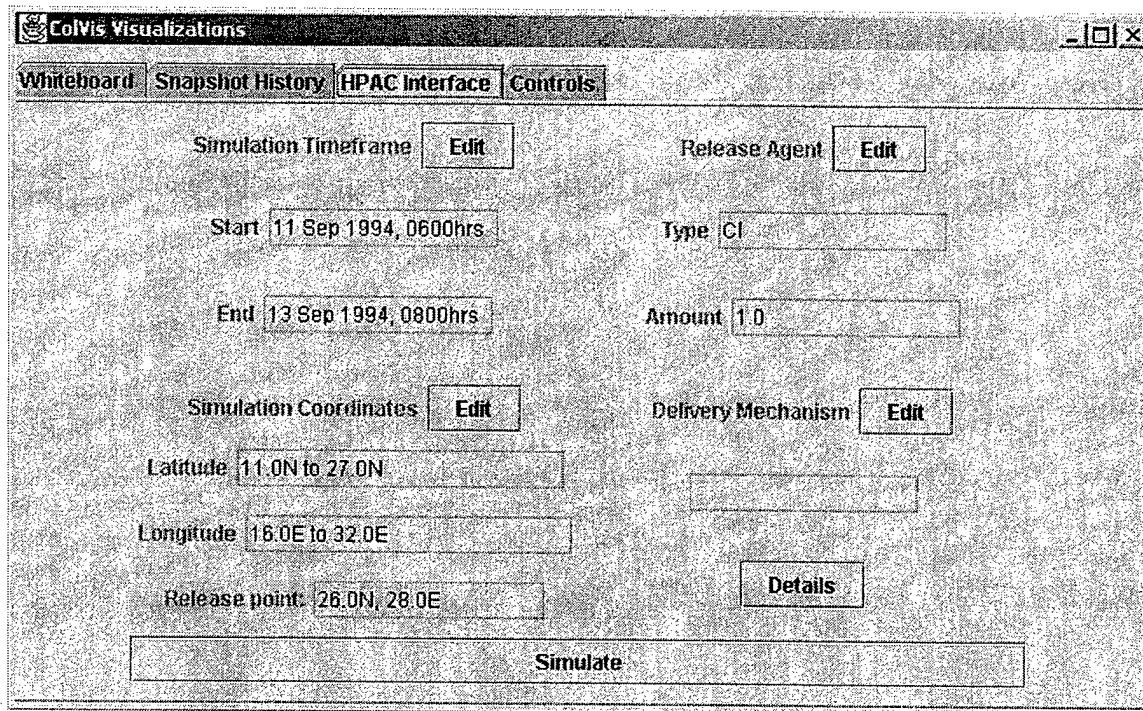 ColVis Visualizations
Whiteboard Snapshot History HPAC Interface Controls
Simulation Timeframe Edit
Release Agent Edit
Start 11 Sep 1994, 0600hrs
Type Cl
End 13 Sep 1994, 0800hrs
Amount 1.0
Simulation Coordinates Edit
Delivery Mechanism Edit
Latitude 11.0N to 27.0N
Longitude 16.0E to 32.0E
Release point: 26.0N, 28.0E
Details
Simulate